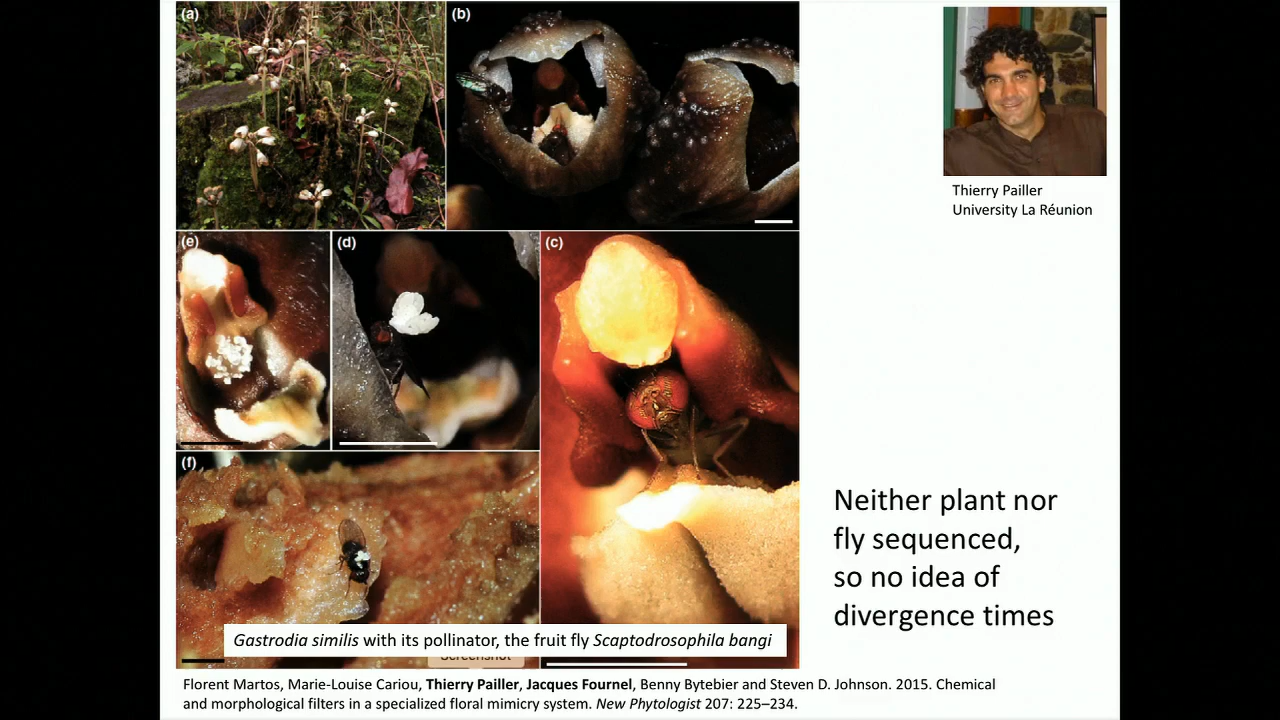 (a)
(b)
Thierry Pailler
University La Réunion
(e)
(d)
(c)
(f)
Neither plant nor
fly sequenced,
so no idea of
divergence times
Gastrodia similis with its pollinator, the fruit fly Scaptodrosophila bangi
Screenshot
Florent Martos, Marie-Louise Cariou, Thierry Pailler, Jacques Fournel, Benny Bytebier and Steven D. Johnson. 2015. Chemical
and morphological filters in a specialized floral mimicry system. New Phytologist 207: 225–234.